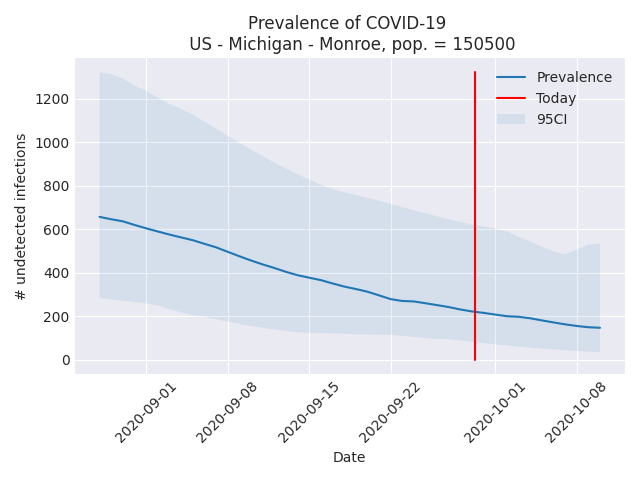 Prevalence of COVID-19
US - Michigan - Monroe, pop. = 150500
Prevalence
Today
95CI
# undetected infections
1200
1000
800
600
400
200
0
2020-09-01
2020-09-08
2020-09-15
2020-09-22
2020-10-01
2020-10-08
Date